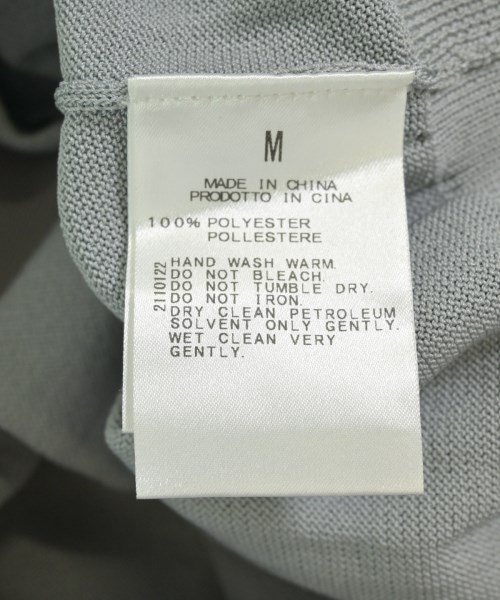 M
MADE IN CHINA
PRODOTTO IN CINA
100% POLYESTER
POLLESTERE
2110122
HAND WASH WARM.
DO NOT BLEACH.
DO NOT TUMBLE DRY.
DO NOT IRON.
DRY CLEAN PETROLEUM
SOLVENT ONLY GENTLY.
WET CLEAN VERY
GENTLY.